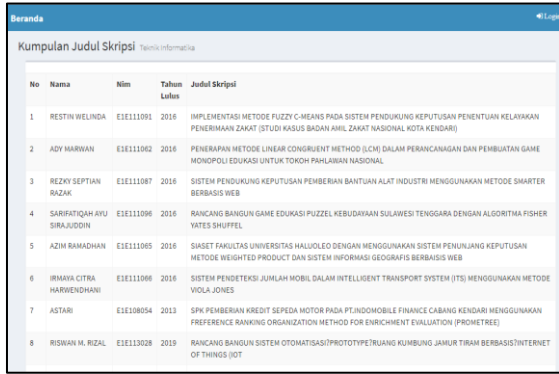 Beranda
Login
Kumpulan Judul Skripsi Teknik Informatika
No Nama Nim Tahun Lulus Judul Skripsi
1 RESTIN WELINDA E1E111091 2016 IMPLEMENTASI METODE FUZZY C-MEANS PADA SISTEM PENDUKUNG KEPUTUSAN PENENTUAN KELAYAKAN
PENERIMAAN ZAKAT (STUDI KASUS BADAN AMIL ZAKAT NASIONAL KOTA KENDARI)
2 ADY MARWAN E1E111062 2016 PENERAPAN METODE LINEAR CONGRUENT METHOD (LCM) DALAM PERANCANAGAN DAN PEMBUATAN GAME
MONOPOLI EDUKASI UNTUK TOKOH PAHLAWAN NASIONAL
3 REZKY SEPTIAN RAZAK E1E111087 2016 SISTEM PENDUKUNG KEPUTUSAN PEMBERIAN BANTUAN ALAT INDUSTRI MENGGUNAKAN METODE SMARTER
BERBASIS WEB
4 SARIFATIQAH AYU SIRAJUDDIN E1E111096 2016 RANCANG BANGUN GAME EDUKASI PUZZEL KEBUDAYAAN SULAWESI TENGGARA DENGAN ALGORITMA FISHER
YATES SHUFFEL
5 AZIM RAMADHAN E1E111065 2016 SIASET FAKULTAS UNIVERSITAS HALUOLEO DENGAN MENGGUNAKAN SISTEM PENUNJANG KEPUTUSAN
METODE WEIGHTED PRODUCT DAN SISTEM INFORMASI GEOGRAFIS BERBAISIS WEB
6 IRMAYA CITRA HARWENDHANI E1E111066 2016 SISTEM PENDETEKSI JUMLAH MOBIL DALAM INTELLIGENT TRANSPORT SYSTEM (ITS) MENGGUNAKAN METODE
VIOLA JONES
7 ASTARI E1E108054 2013 SPK PEMBERIAN KREDIT SEPEDA MOTOR PADA PT.INDOMOBILE FINANCE CABANG KENDARI MENGGUNAKAN
FREFERENCE RANKING ORGANIZATION METHOD FOR ENRICHMENT EVALUATION (PROMETREE)
8 RISWAN M. RIZAL E1E113028 2019 RANCANG BANGUN SISTEM OTOMATISASI?PROTOTYPE?RUANG KUMBUNG JAMUR TIRAM BERBASIS?INTERNET
OF THINGS (IOT